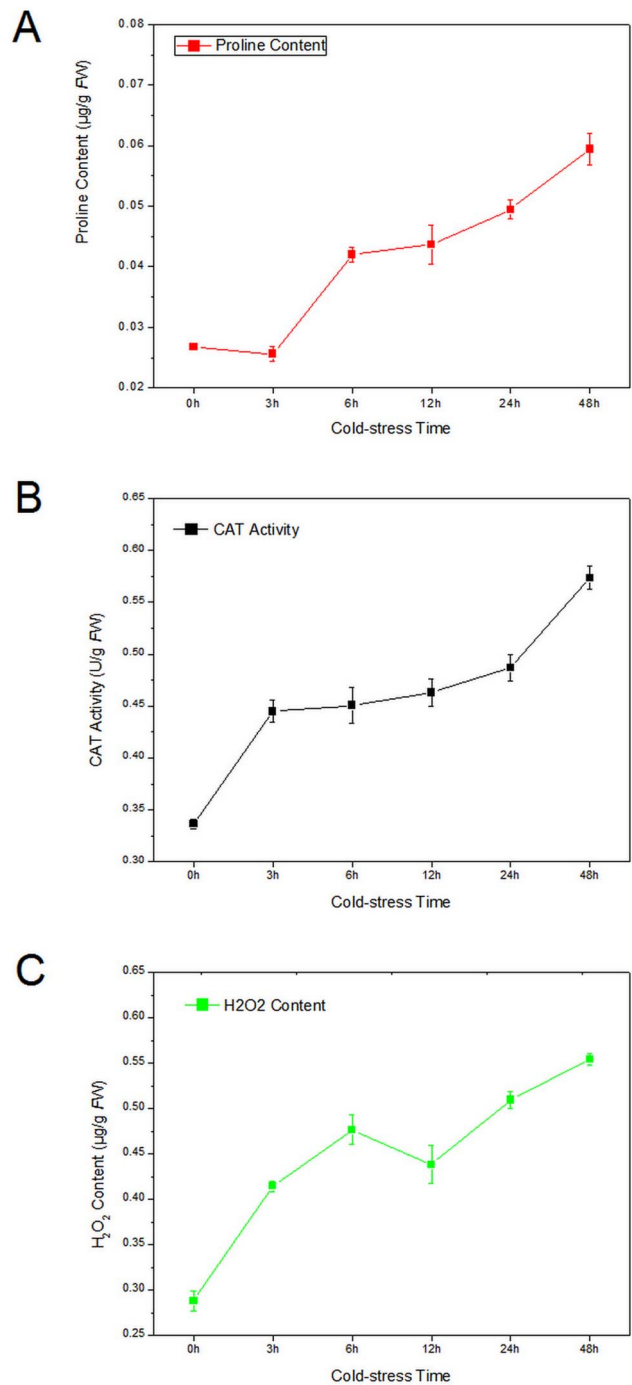 A
Proline Content (µg/g FW)
0.08
0.07
0.06
0.05
0.04
0.03
0.02
Proline Content
0h 3h 6h 12h 24h 48h
Cold-stress Time
B
CAT Activity (U/g FW)
0.65
0.60
0.55
0.50
0.45
0.40
0.35
0.30
CAT Activity
0h 3h 6h 12h 24h 48h
Cold-stress Time
C
H₂O₂ Content (µg/g FW)
0.65
0.60
0.55
0.50
0.45
0.40
0.35
0.30
0.25
H2O2 Content
0h 3h 6h 12h 24h 48h
Cold-stress Time